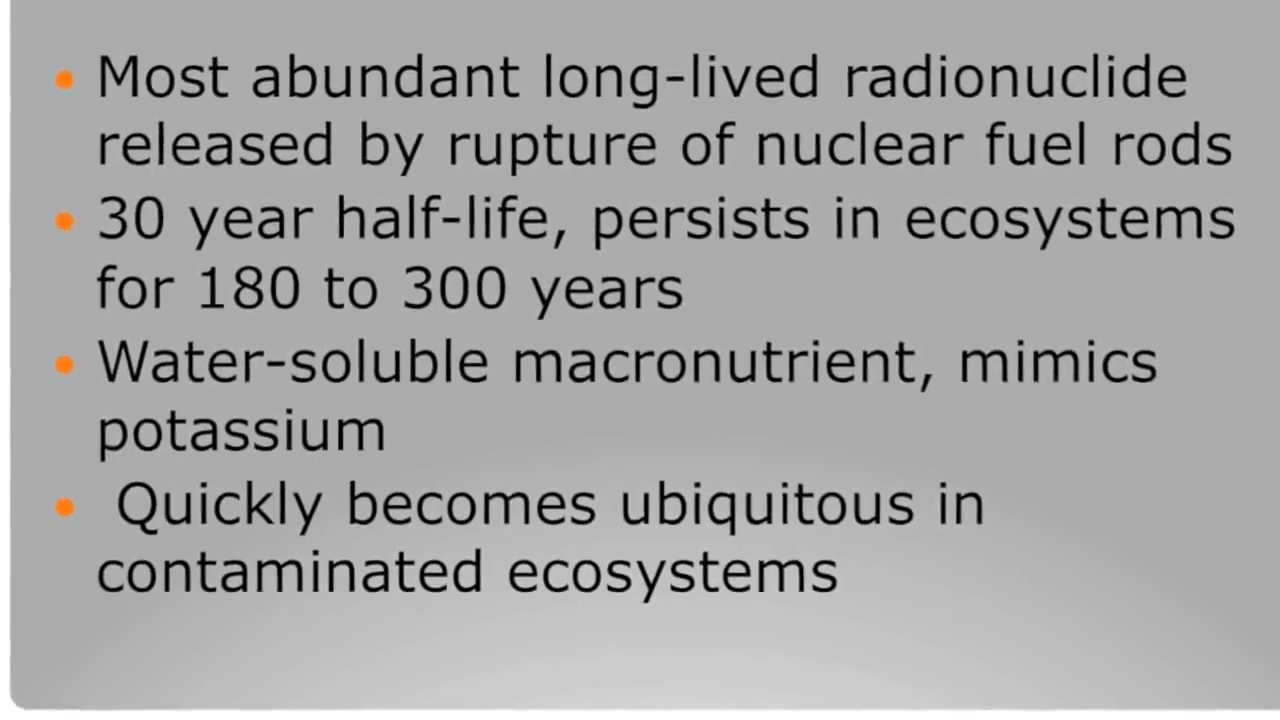 • Most abundant long-lived radionuclide
released by rupture of nuclear fuel rods
• 30 year half-life, persists in ecosystems
for 180 to 300 years
• Water-soluble macronutrient, mimics
potassium
• Quickly becomes ubiquitous in
contaminated ecosystems